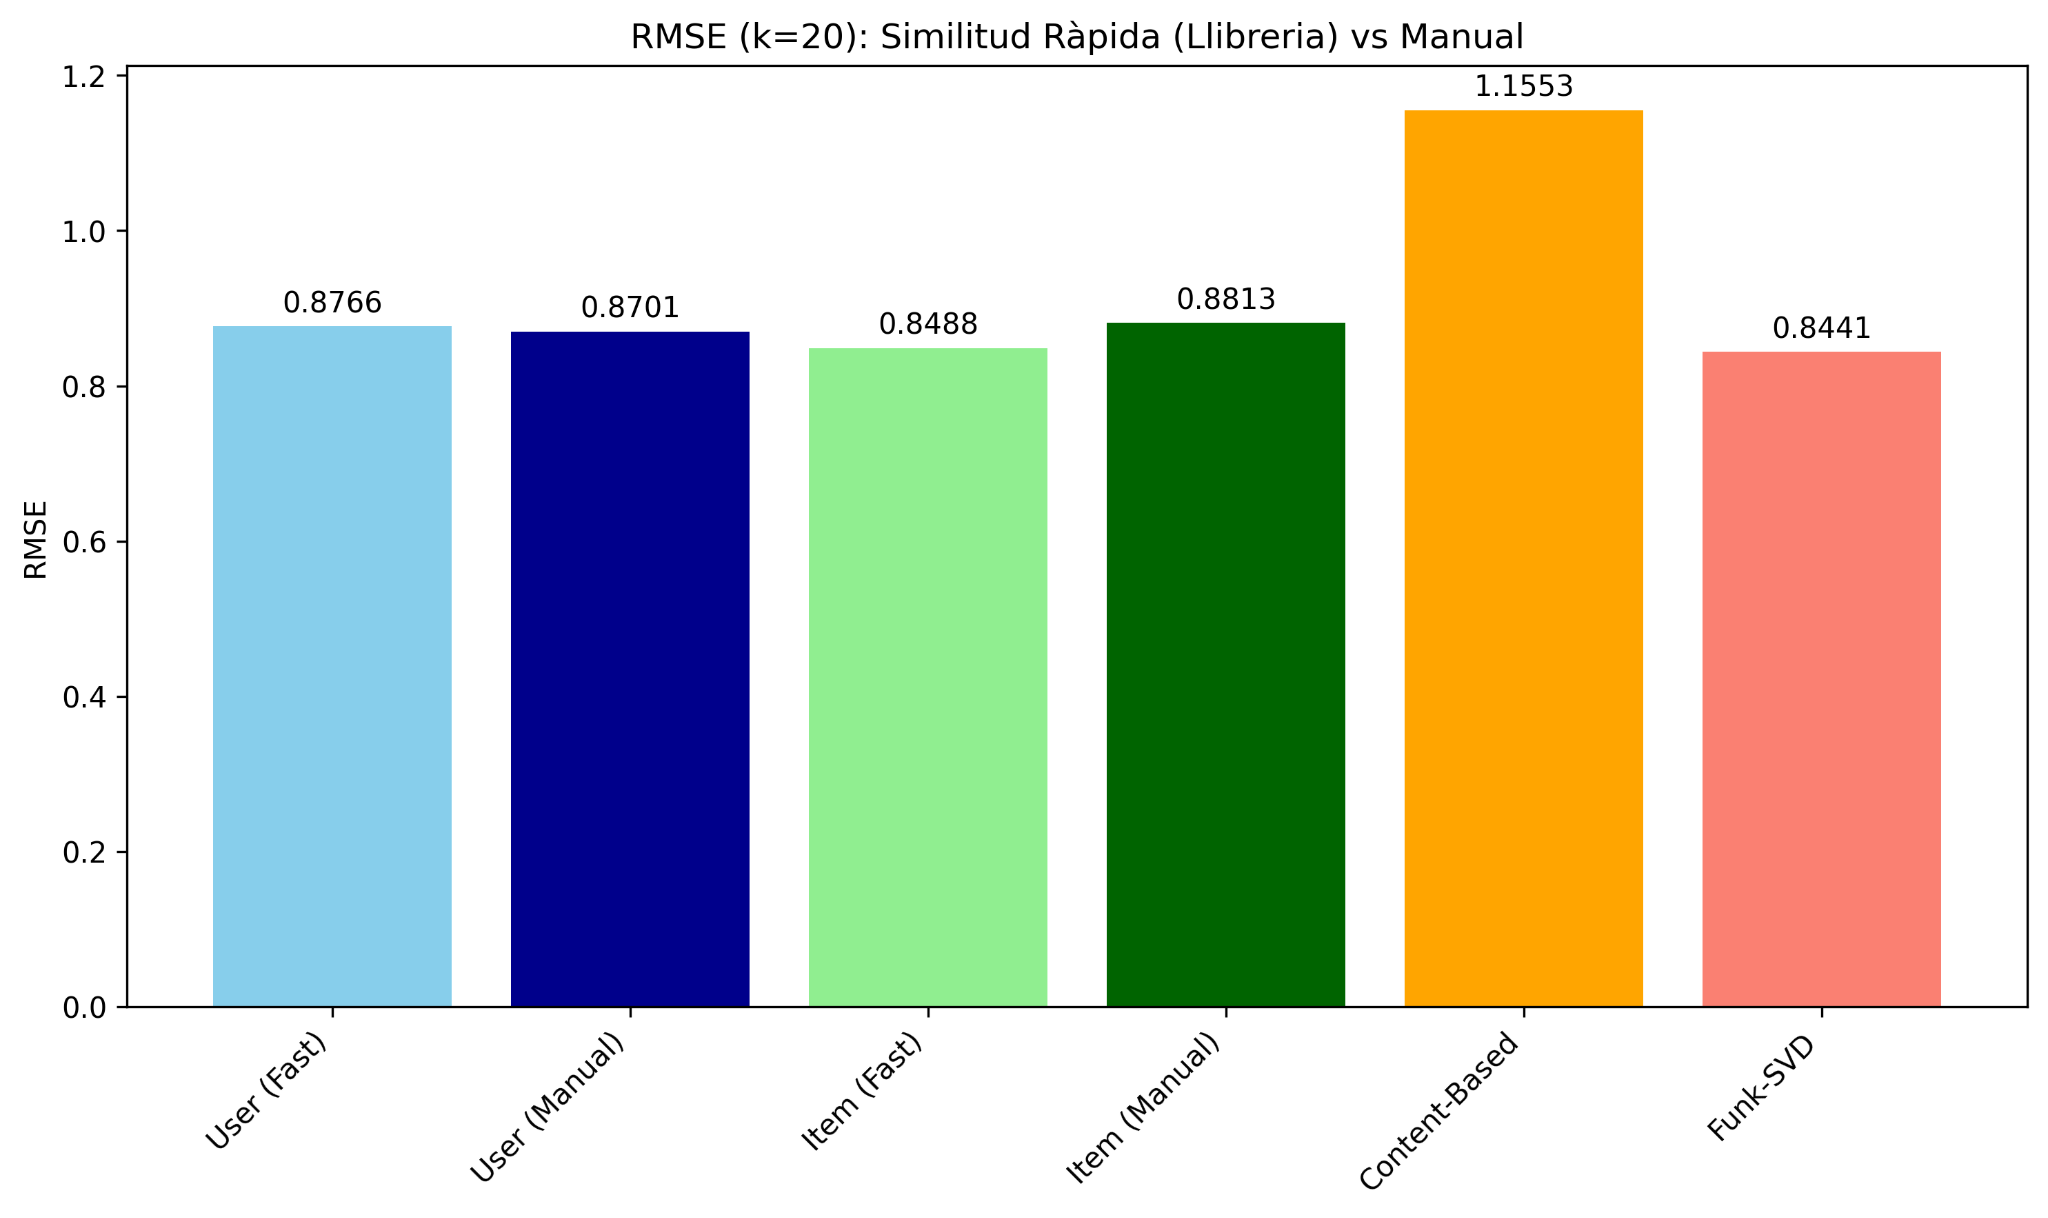 RMSE (k=20): Similitud Ràpida (Llibreria) vs Manual
RMSE
1.2
1.0
0.8
0.6
0.4
0.2
0.0
0.8766
0.8701
0.8488
0.8813
1.1553
0.8441
User (Fast)
User (Manual)
Item (Fast)
Item (Manual)
Content-Based
Funk-SVD